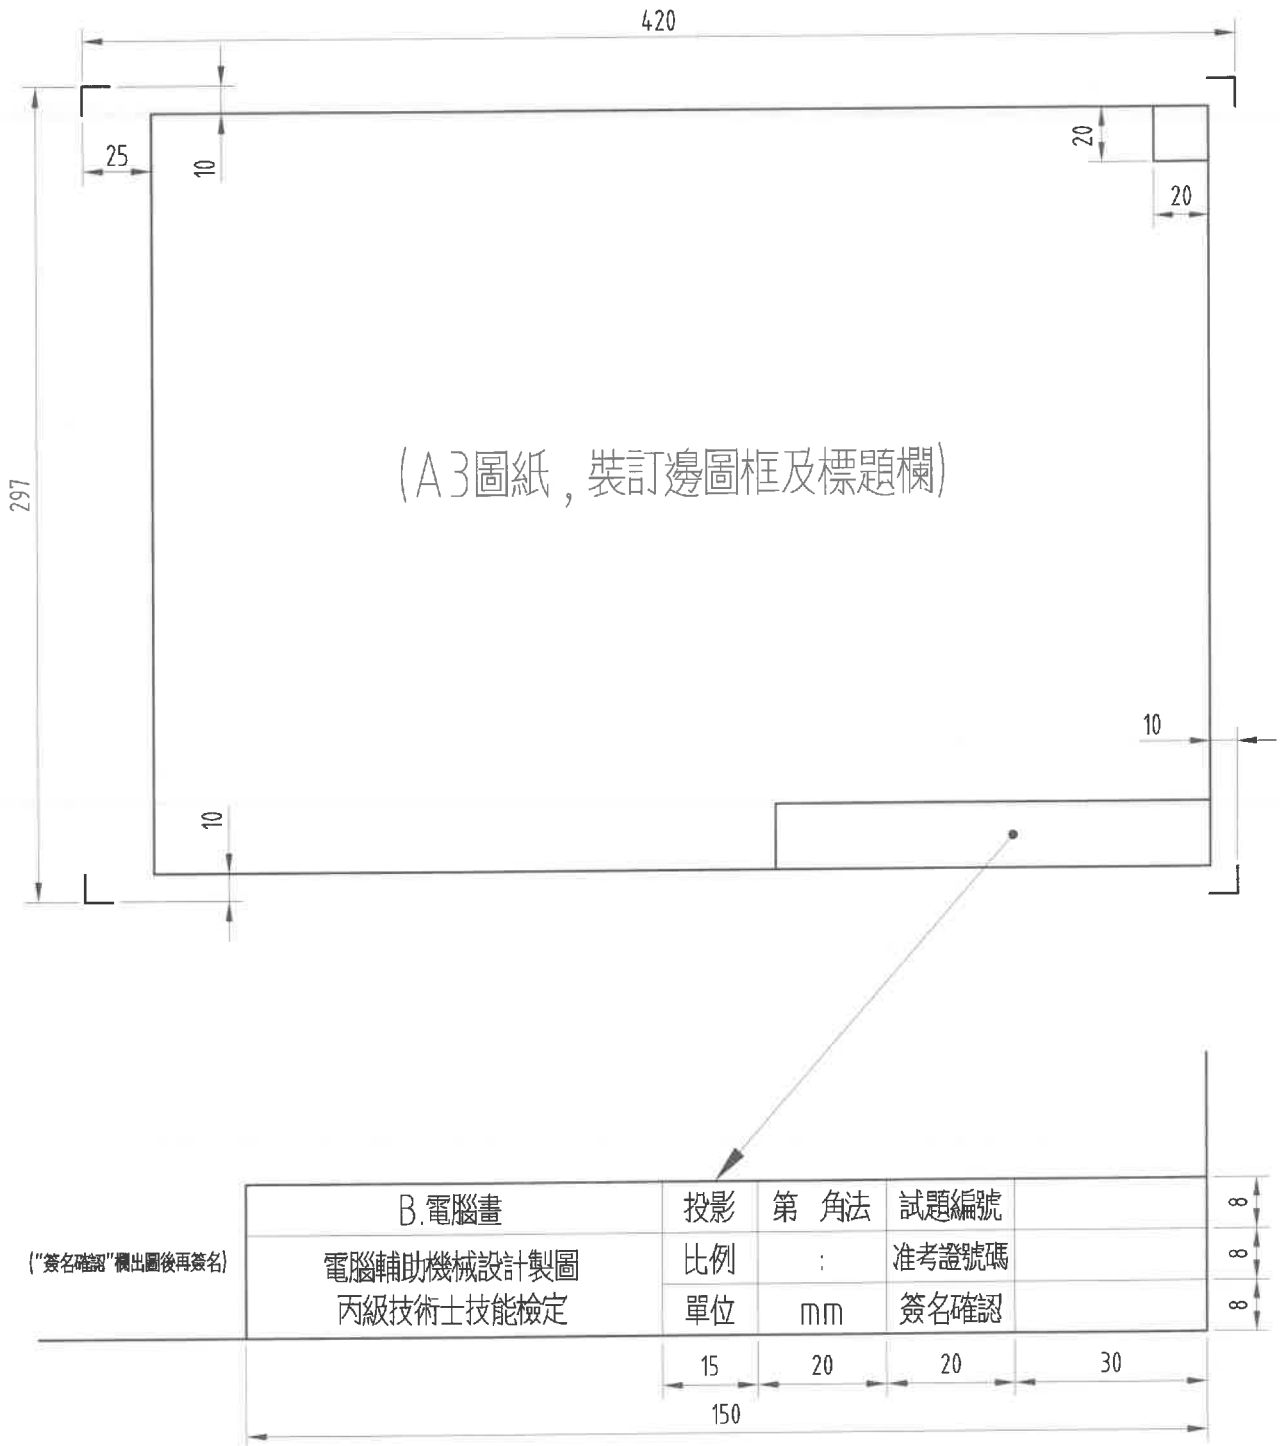 420
10
25
20
20
297
(A3圖紙，裝訂邊圖框及標題欄)
10
10
B.電腦畫 投影 第 角法 試題編號 8
("簽名確認"欄出圖後再簽名) 電腦輔助機械設計製圖 比例 : 准考證號碼 8
丙級技術士技能檢定 單位 mm 簽名確認 8
15 20 20 30
150